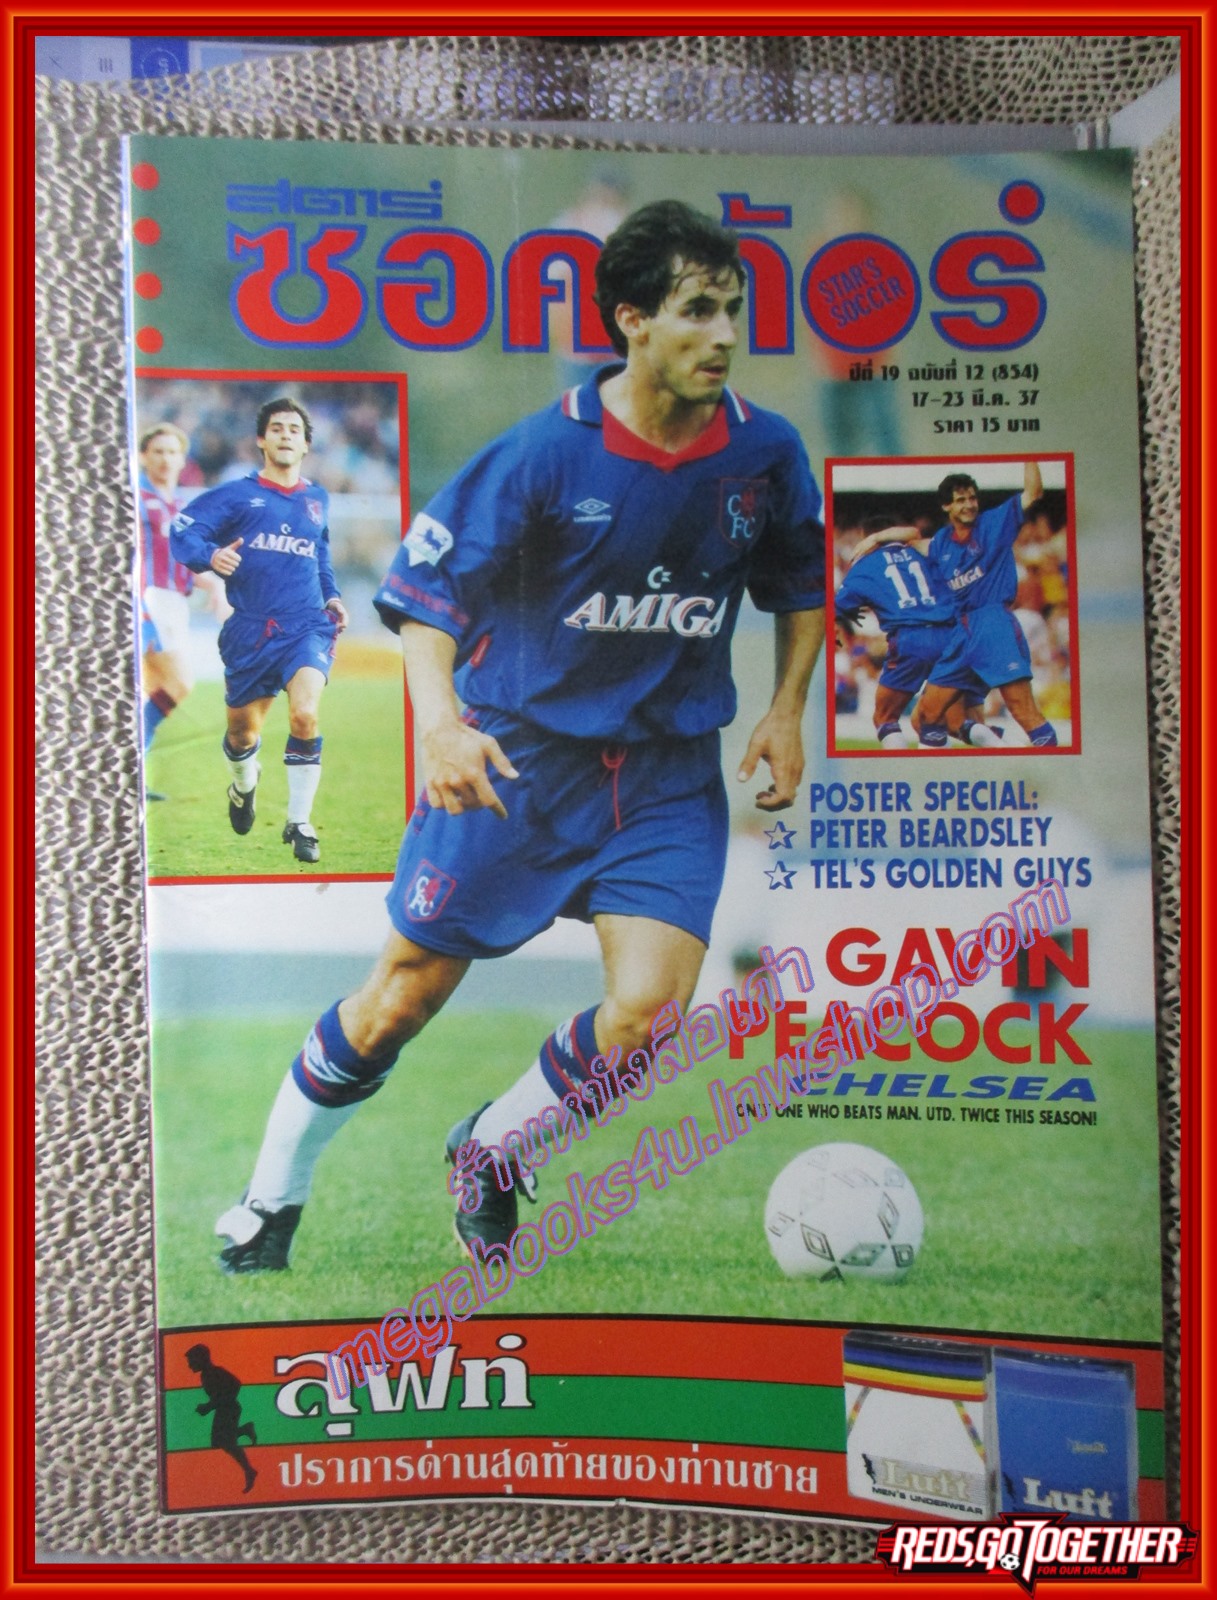 สตาร์
ซอคเก้อร์
STAR'S
SOCCER
ปีที่ 19 ฉบับที่ 12 (854)
17-23 มี.ค. 37
ราคา 15 บาท
AMIGA
CFC
AMIGA
11
AMIGA
CFC
POSTER SPECIAL:
☆ PETER BEARDSLEY
☆ TEL'S GOLDEN GUYS
GAVIN
PEACOCK
CHELSEA
ONLY ONE WHO BEATS MAN. UTD. TWICE THIS SEASON!
ร้านหนังสือเก่า
megabooks4u.lnwshop.com
ลุฟท์
ปราการด่านสุดท้ายของท่านชาย
Luft
MEN'S UNDERWEAR
Luft
REDS,GOTOGETHER
FOR OUR DREAMS